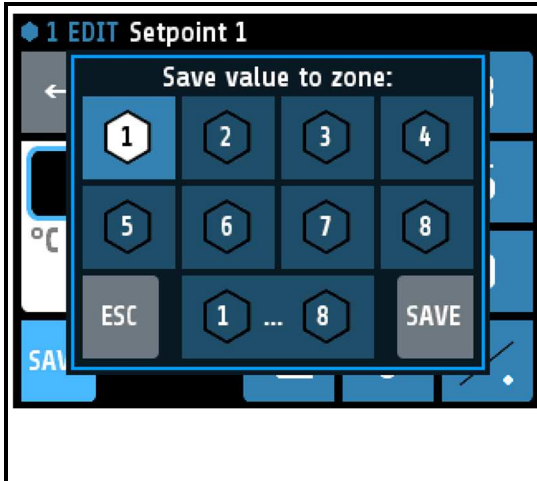 1 EDIT Setpoint 1
Save value to zone:
1 2 3 4
5 6 7 8
°C
ESC 1 ... 8 SAVE